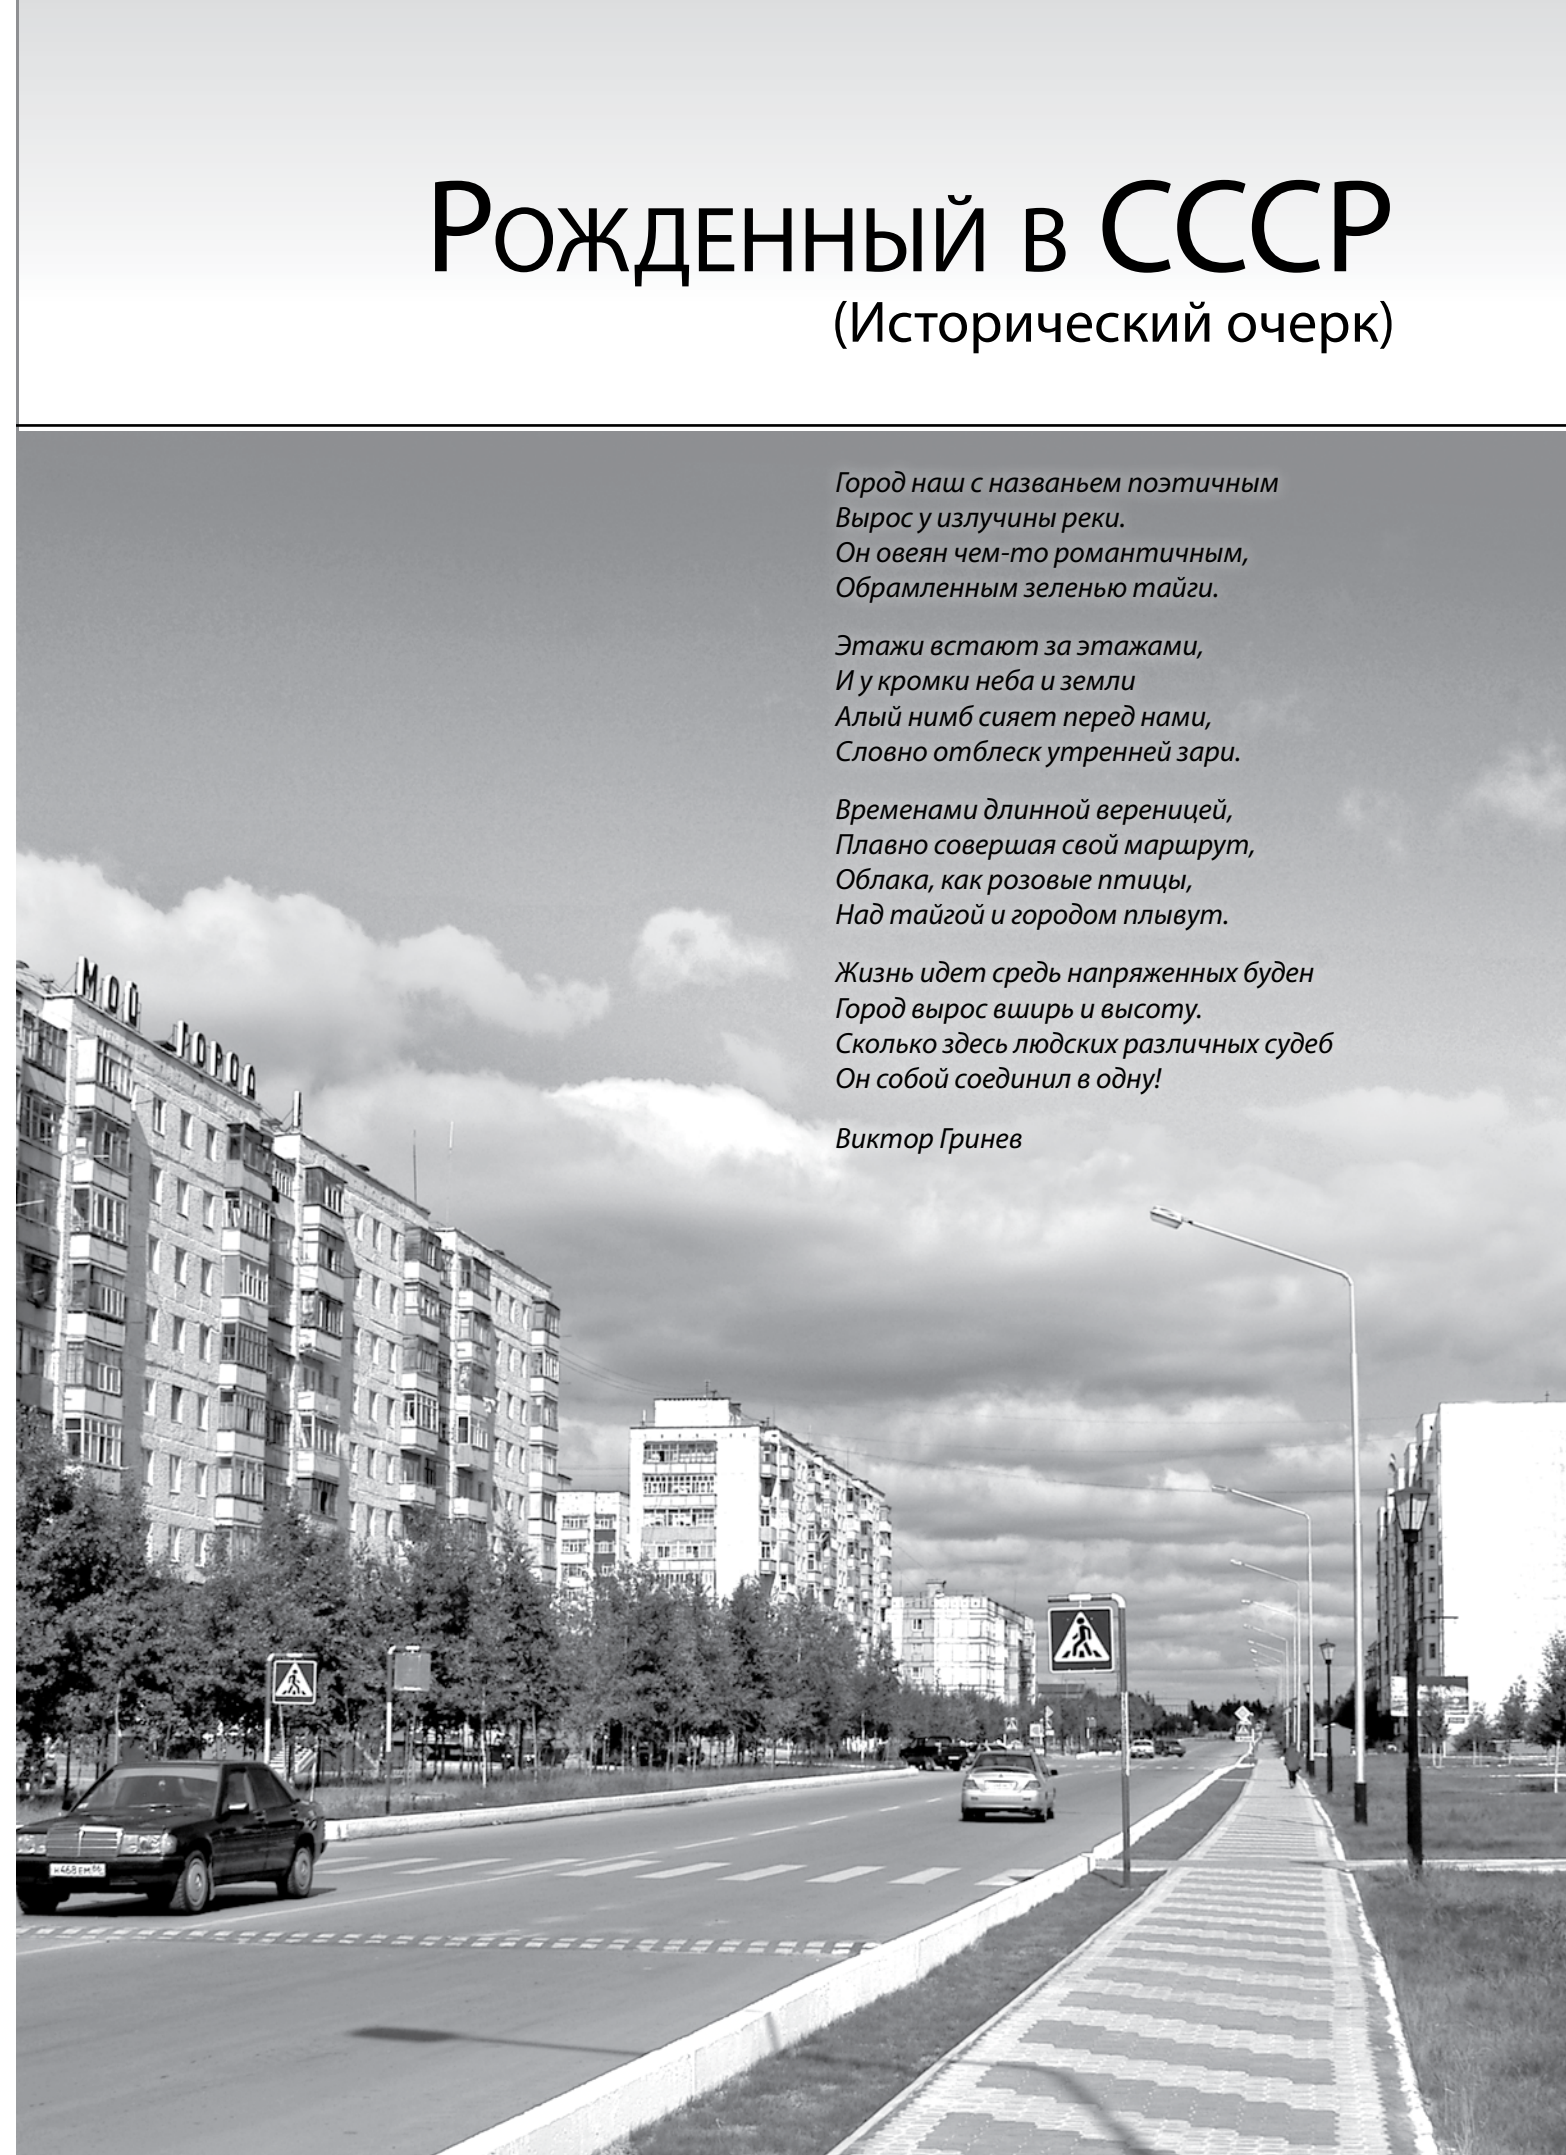 Рожденный в СССР
(Исторический очерк)
Город наш с названьем поэтичным
Вырос у излучины реки.
Он овеян чем-то романтичным,
Обрамленным зеленью тайги.
Этажи встают за этажами,
И у кромки неба и земли
Алый нимб сияет перед нами,
Словно отблеск утренней зари.
Временами длинной вереницей,
Плавно совершая свой маршрут,
Облака, как розовые птицы,
Над тайгой и городом плывут.
Жизнь идет средь напряженных буден
Город вырос вширь и высоту.
Сколько здесь людских различных судеб
Он собой соединил в одну!
Виктор Гринев
МОЙ ГОРОД
к468ем86